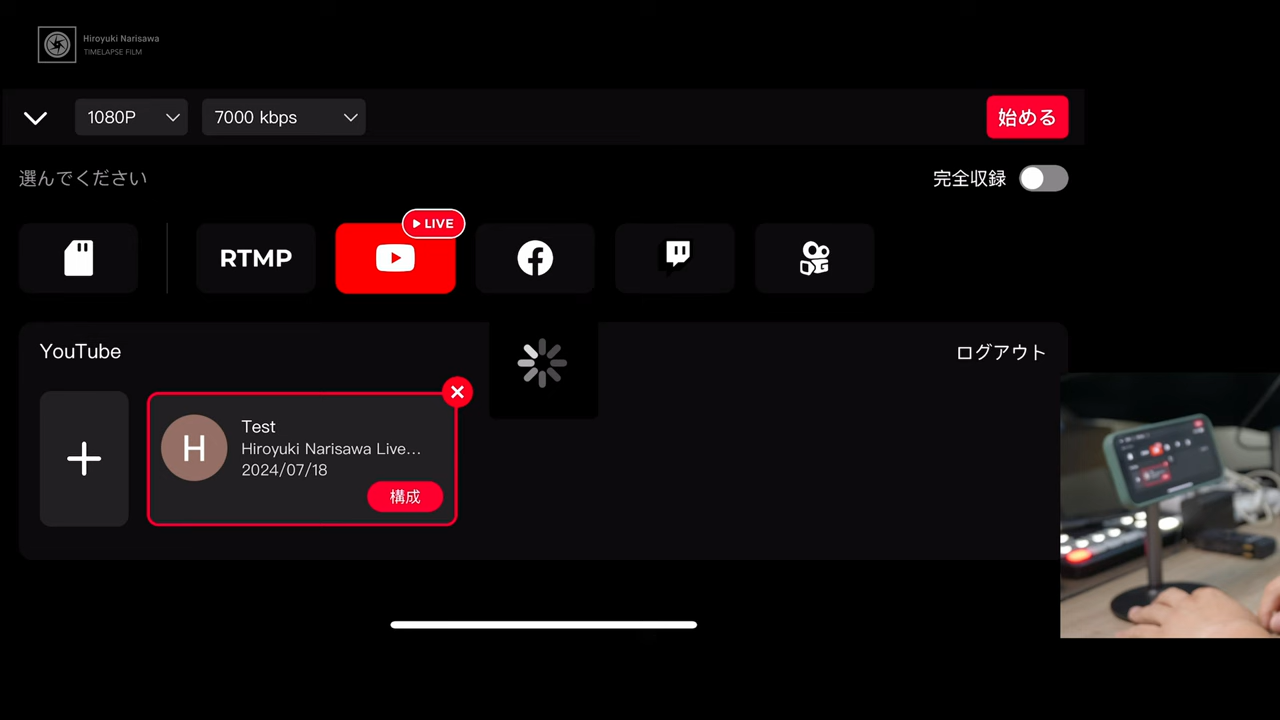 Hiroyuki Narisawa
TIMELAPSE FILM
1080P
7000 kbps
始める
選んでください
完全収録
LIVE
RTMP
YouTube
ログアウト
H
Test
Hiroyuki Narisawa Live...
2024/07/18
構成